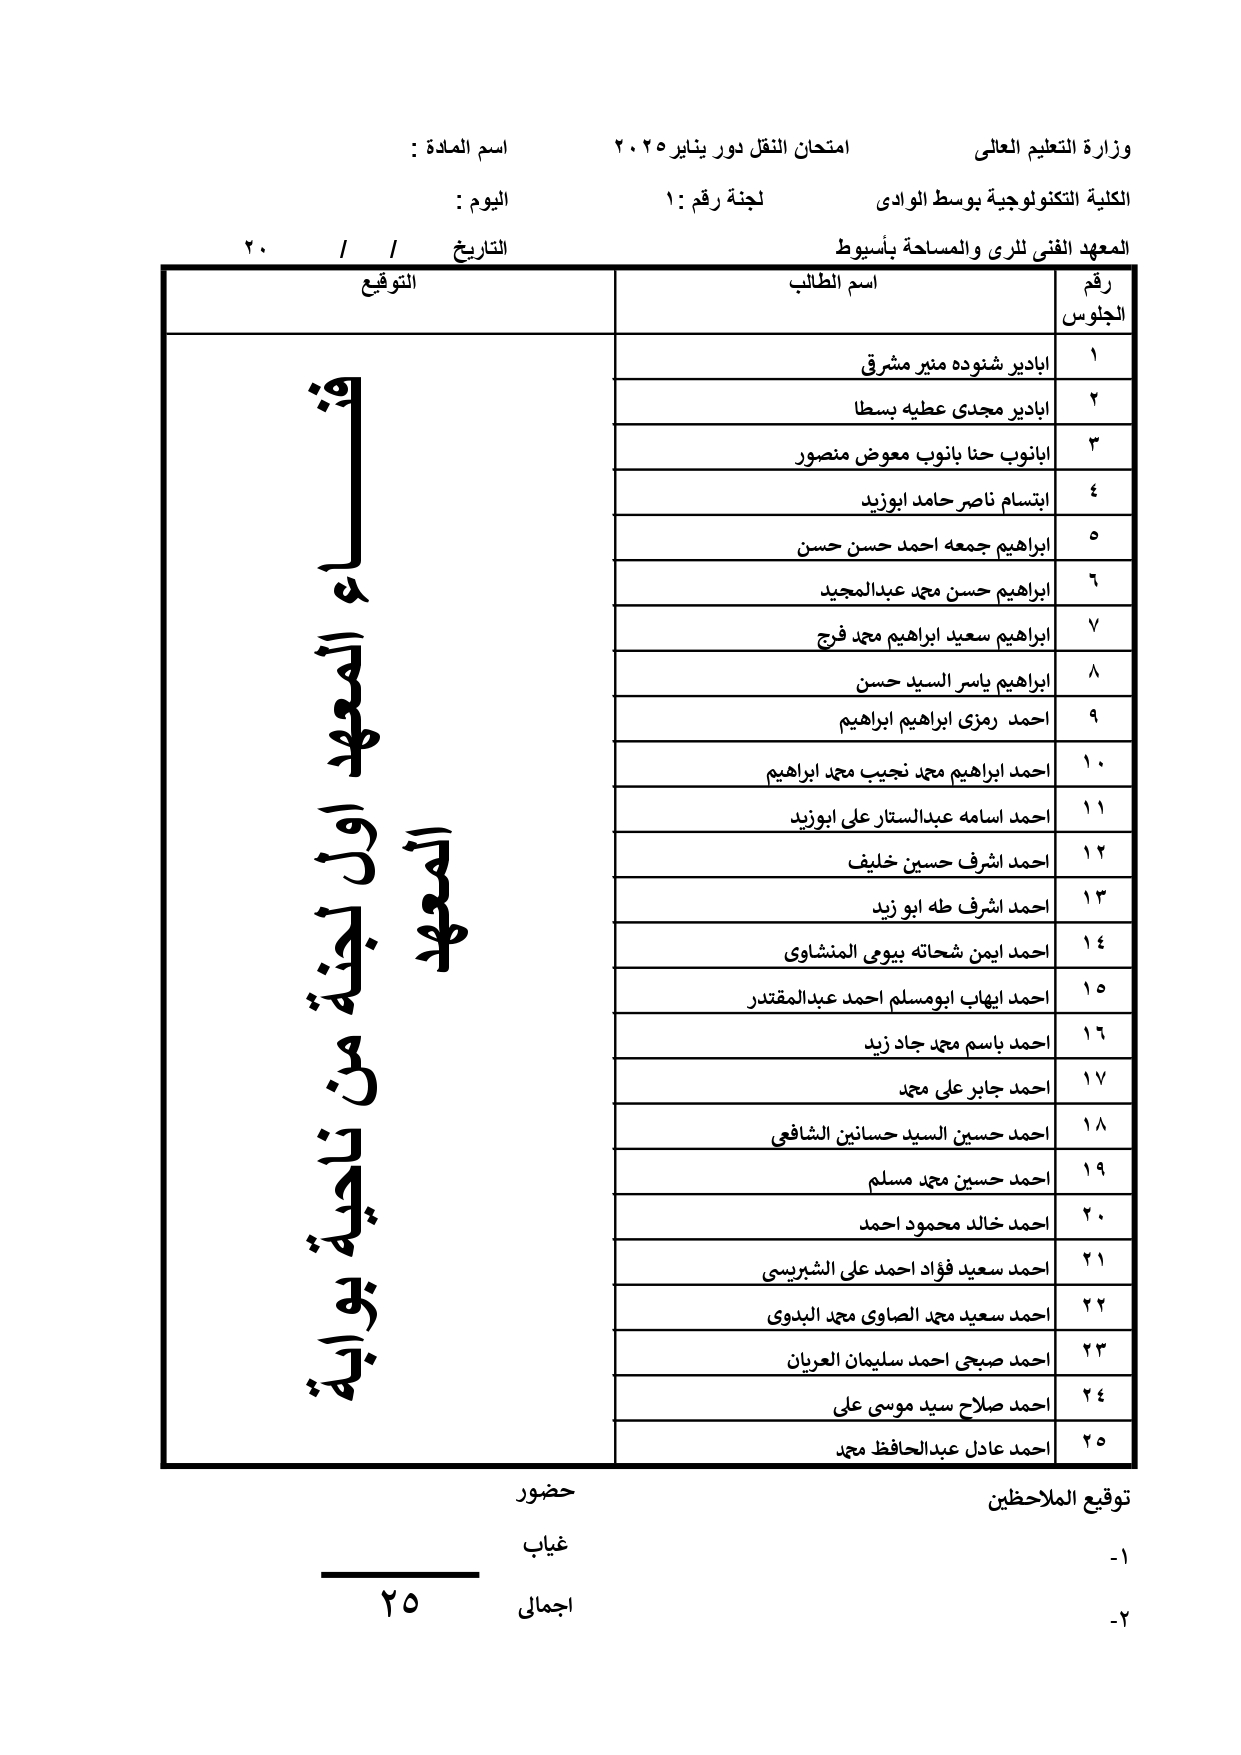 وزارة التعليم العالى امتحان النقل دور يناير ٢٠٢٥ اسم المادة :
الكلية التكنولوجية بوسط الوادى لجنة رقم :١ اليوم :
المعهد الفنى للرى والمساحة بأسيوط التاريخ / / ٢٠
رقم الجلوس اسم الطالب التوقيع
١ ابادير شنوده منير مشرقى
٢ ابادير مجدى عطيه بسطا
٣ ابانوب حنا بانوب معوض منصور
٤ ابتسام ناصر حامد ابوزيد
٥ ابراهيم جمعه احمد حسن حسن
٦ ابراهيم حسن محمد عبدالمجيد
٧ ابراهيم سعيد ابراهيم محمد فرج
٨ ابراهيم ياسر السيد حسن
٩ احمد رمزى ابراهيم ابراهيم
١٠ احمد ابراهيم محمد نجيب محمد ابراهيم
١١ احمد اسامه عبدالستار على ابوزيد
١٢ احمد اشرف حسين خليف
١٣ احمد اشرف طه ابو زيد
١٤ احمد ايمن شحاته بيومى المنشاوى
١٥ احمد ايهاب ابومسلم احمد عبدالمقتدر
١٦ احمد باسم محمد جاد زيد
١٧ احمد جابر على محمد
١٨ احمد حسين السيد حسانين الشافعى
١٩ احمد حسين محمد مسلم
٢٠ احمد خالد محمود احمد
٢١ احمد سعيد فؤاد احمد على الشبريسى
٢٢ احمد سعيد محمد الصاوى محمد البدوى
٢٣ احمد صبحى احمد سليمان العريان
٢٤ احمد صلاح سيد موسى على
٢٥ احمد عادل عبدالحافظ محمد
فـــــــاء المعهد اول لجنة من ناحية بوابة
المعهد
توقيع الملاحظين حضور
١- غياب
٢- اجمالى ٢٥